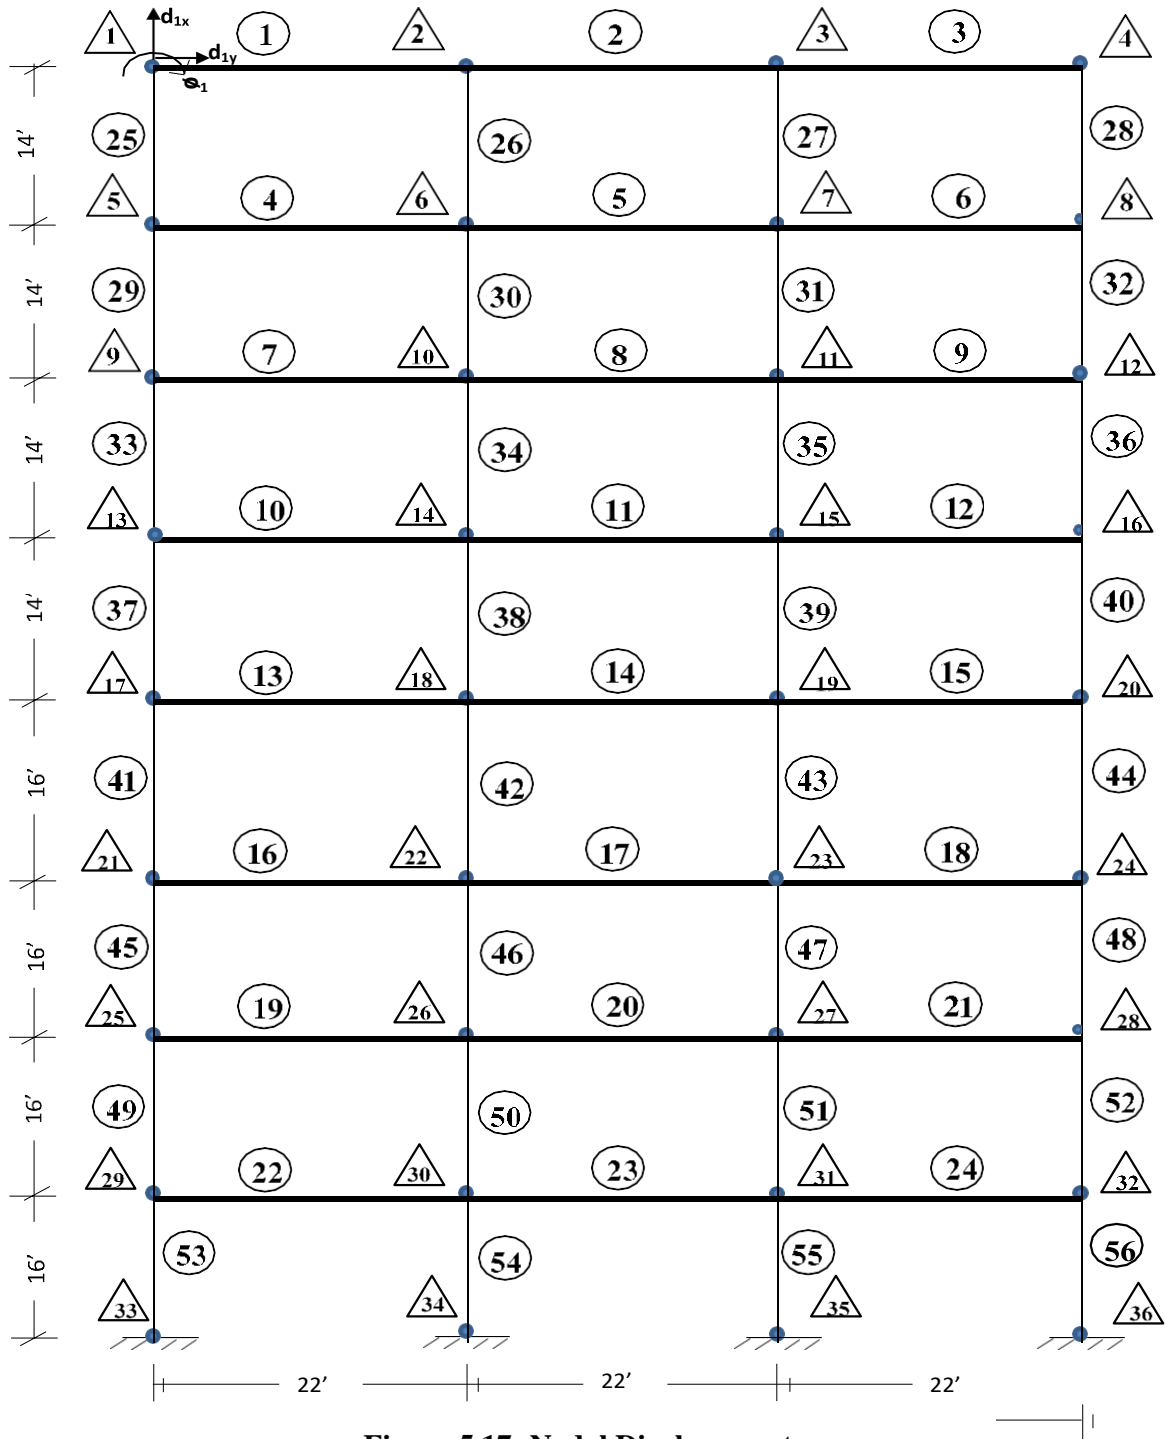 d1x
1 1 2 2 3 3 4
d1y
ø1
14’ 25 26 27 28
5 4 6 5 7 6 8
14’ 29 30 31 32
9 7 10 8 11 9 12
14’ 33 34 35 36
13 10 14 11 15 12 16
14’ 37 38 39 40
17 13 18 14 19 15 20
16’ 41 42 43 44
21 16 22 17 23 18 24
16’ 45 46 47 48
25 19 26 20 27 21 28
16’ 49 50 51 52
29 22 30 23 31 24 32
16’ 53 54 55 56
33 34 35 36
22’ 22’ 22’